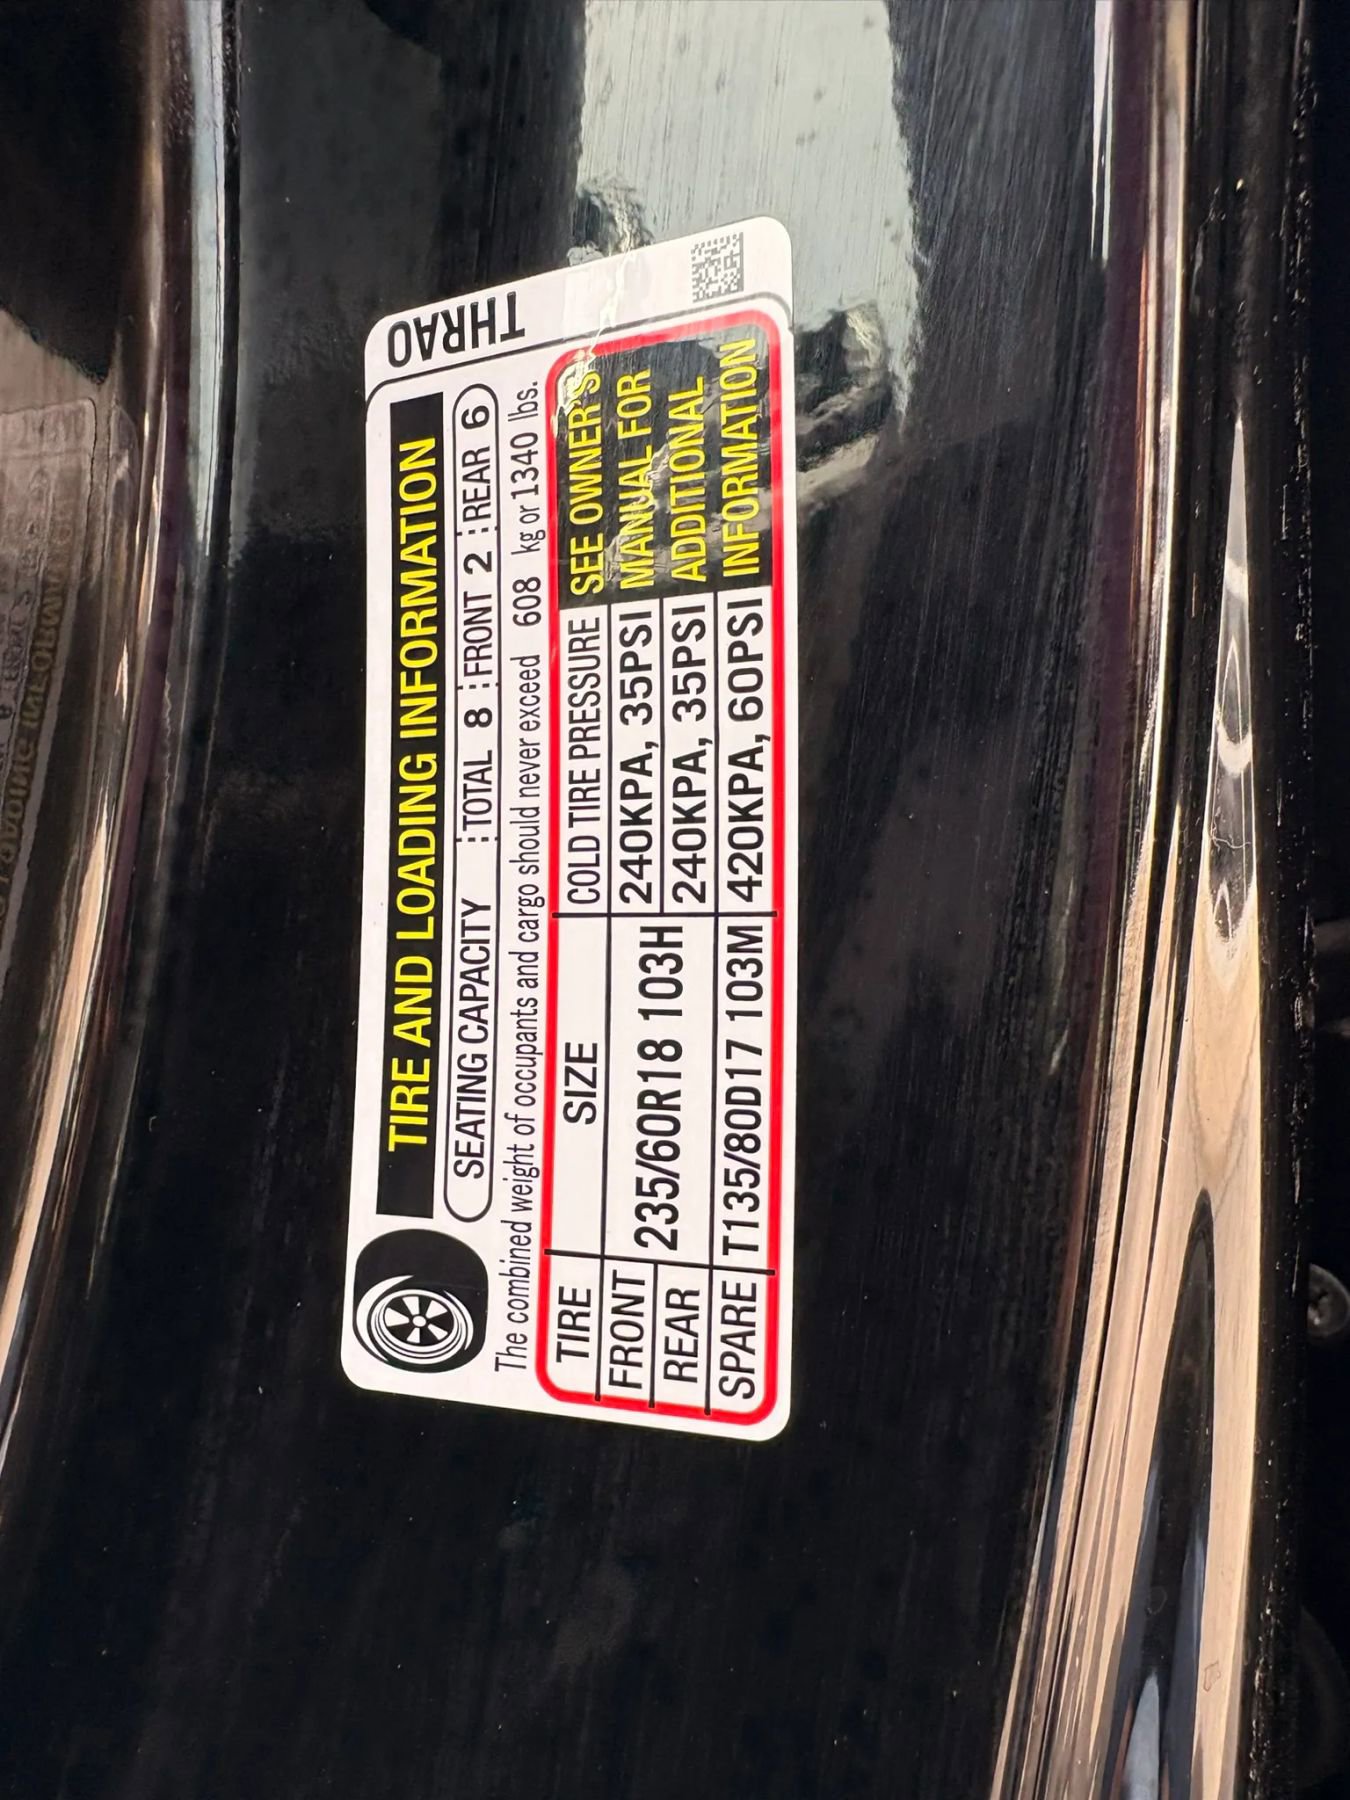 THRAO
TIRE AND LOADING INFORMATION
SEATING CAPACITY TOTAL 8 FRONT 2 REAR 6
The combined weight of occupants and cargo should never exceed 608 kg or 1340 lbs.
TIRE SIZE COLD TIRE PRESSURE
FRONT 235/60R18 103H 240KPA, 35PSI
REAR 240KPA, 35PSI
SPARE T135/80D17 103M 420KPA, 60PSI
SEE OWNER'S
MANUAL FOR
ADDITIONAL
INFORMATION